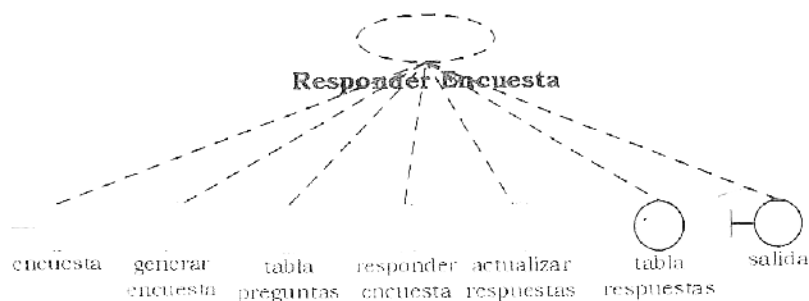 Responder Encuesta
encuesta generar tabla responder actualizar tabla salida
encuesta preguntas encuesta respuestas respuestas